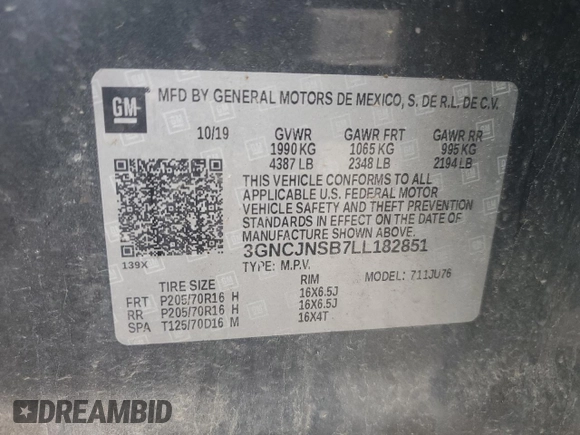 GM
MFD BY GENERAL MOTORS DE MEXICO, S. DE R.L. DE C.V.
10/19 GVWR GAWR FRT GAWR RR
1990 KG 1065 KG 995 KG
4387 LB 2348 LB 2194 LB
THIS VEHICLE CONFORMS TO ALL
APPLICABLE U.S. FEDERAL MOTOR
VEHICLE SAFETY AND THEFT PREVENTION
STANDARDS IN EFFECT ON THE DATE OF
MANUFACTURE SHOWN ABOVE.
3GNCJNSB7LL182851
139X TYPE: M.P.V. MODEL: 711JU76
TIRE SIZE RIM
FRT P205/70R16 H 16X6.5J
RR P205/70R16 H 16X6.5J
SPA T125/70D16 M 16X4T
DREAMBID